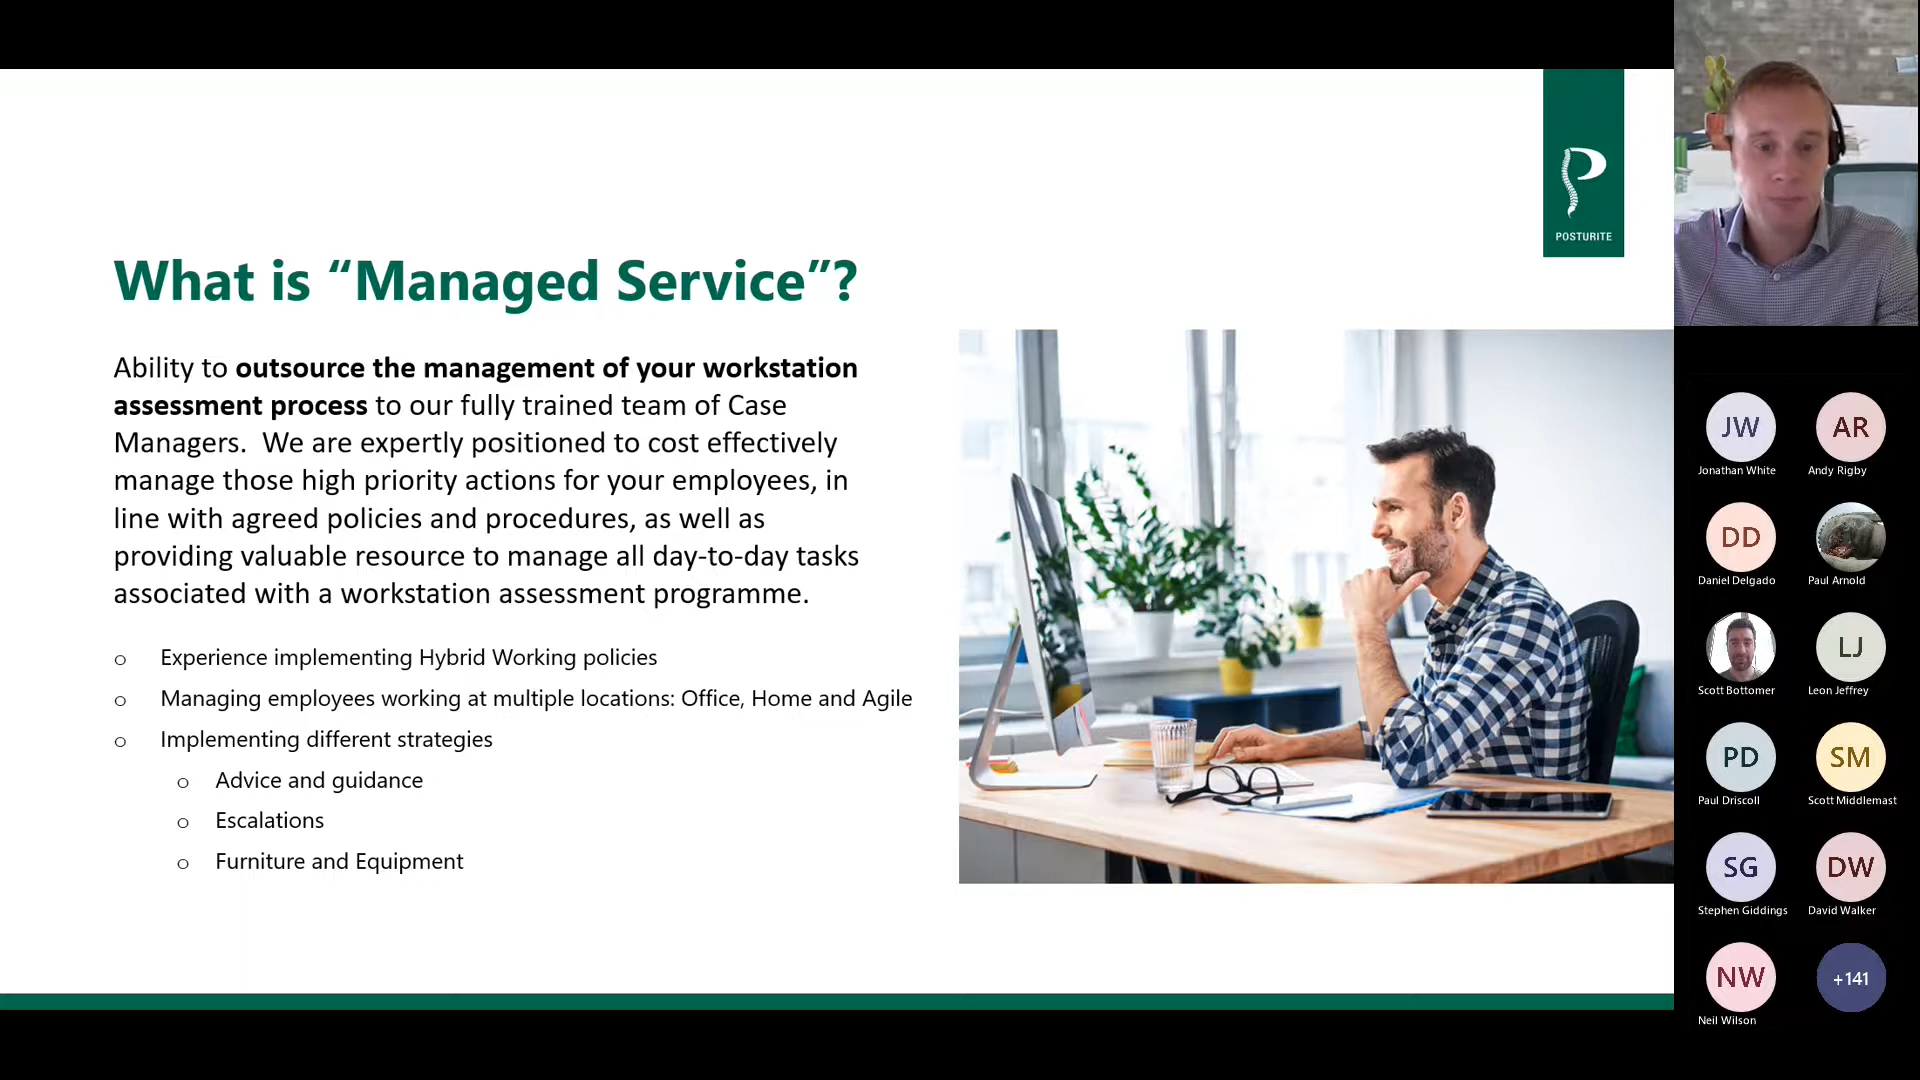 POSTURITE
What is “Managed Service”?
Ability to outsource the management of your workstation
assessment process to our fully trained team of Case
Managers.  We are expertly positioned to cost effectively
manage those high priority actions for your employees, in
line with agreed policies and procedures, as well as
providing valuable resource to manage all day-to-day tasks
associated with a workstation assessment programme.
o Experience implementing Hybrid Working policies
o Managing employees working at multiple locations: Office, Home and Agile
o Implementing different strategies
o Advice and guidance
o Escalations
o Furniture and Equipment
JW
Jonathan White
AR
Andy Rigby
DD
Daniel Delgado
Paul Arnold
Scott Bottomer
LJ
Leon Jeffrey
PD
Paul Driscoll
SM
Scott Middlemast
SG
Stephen Giddings
DW
David Walker
NW
Neil Wilson
+141